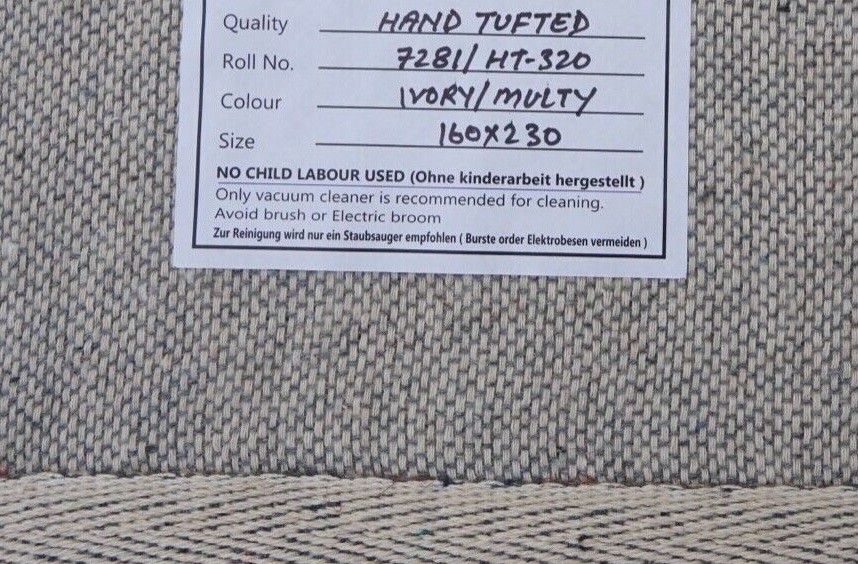 Quality HAND TUFTED
Roll No. 7281/HT-320
Colour IVORY/MULTY
Size 160X230
NO CHILD LABOUR USED (Ohne kinderarbeit hergestellt )
Only vacuum cleaner is recommended for cleaning.
Avoid brush or Electric broom
Zur Reinigung wird nur ein Staubsauger empfohlen ( Burste order Elektrobesen vermeiden )